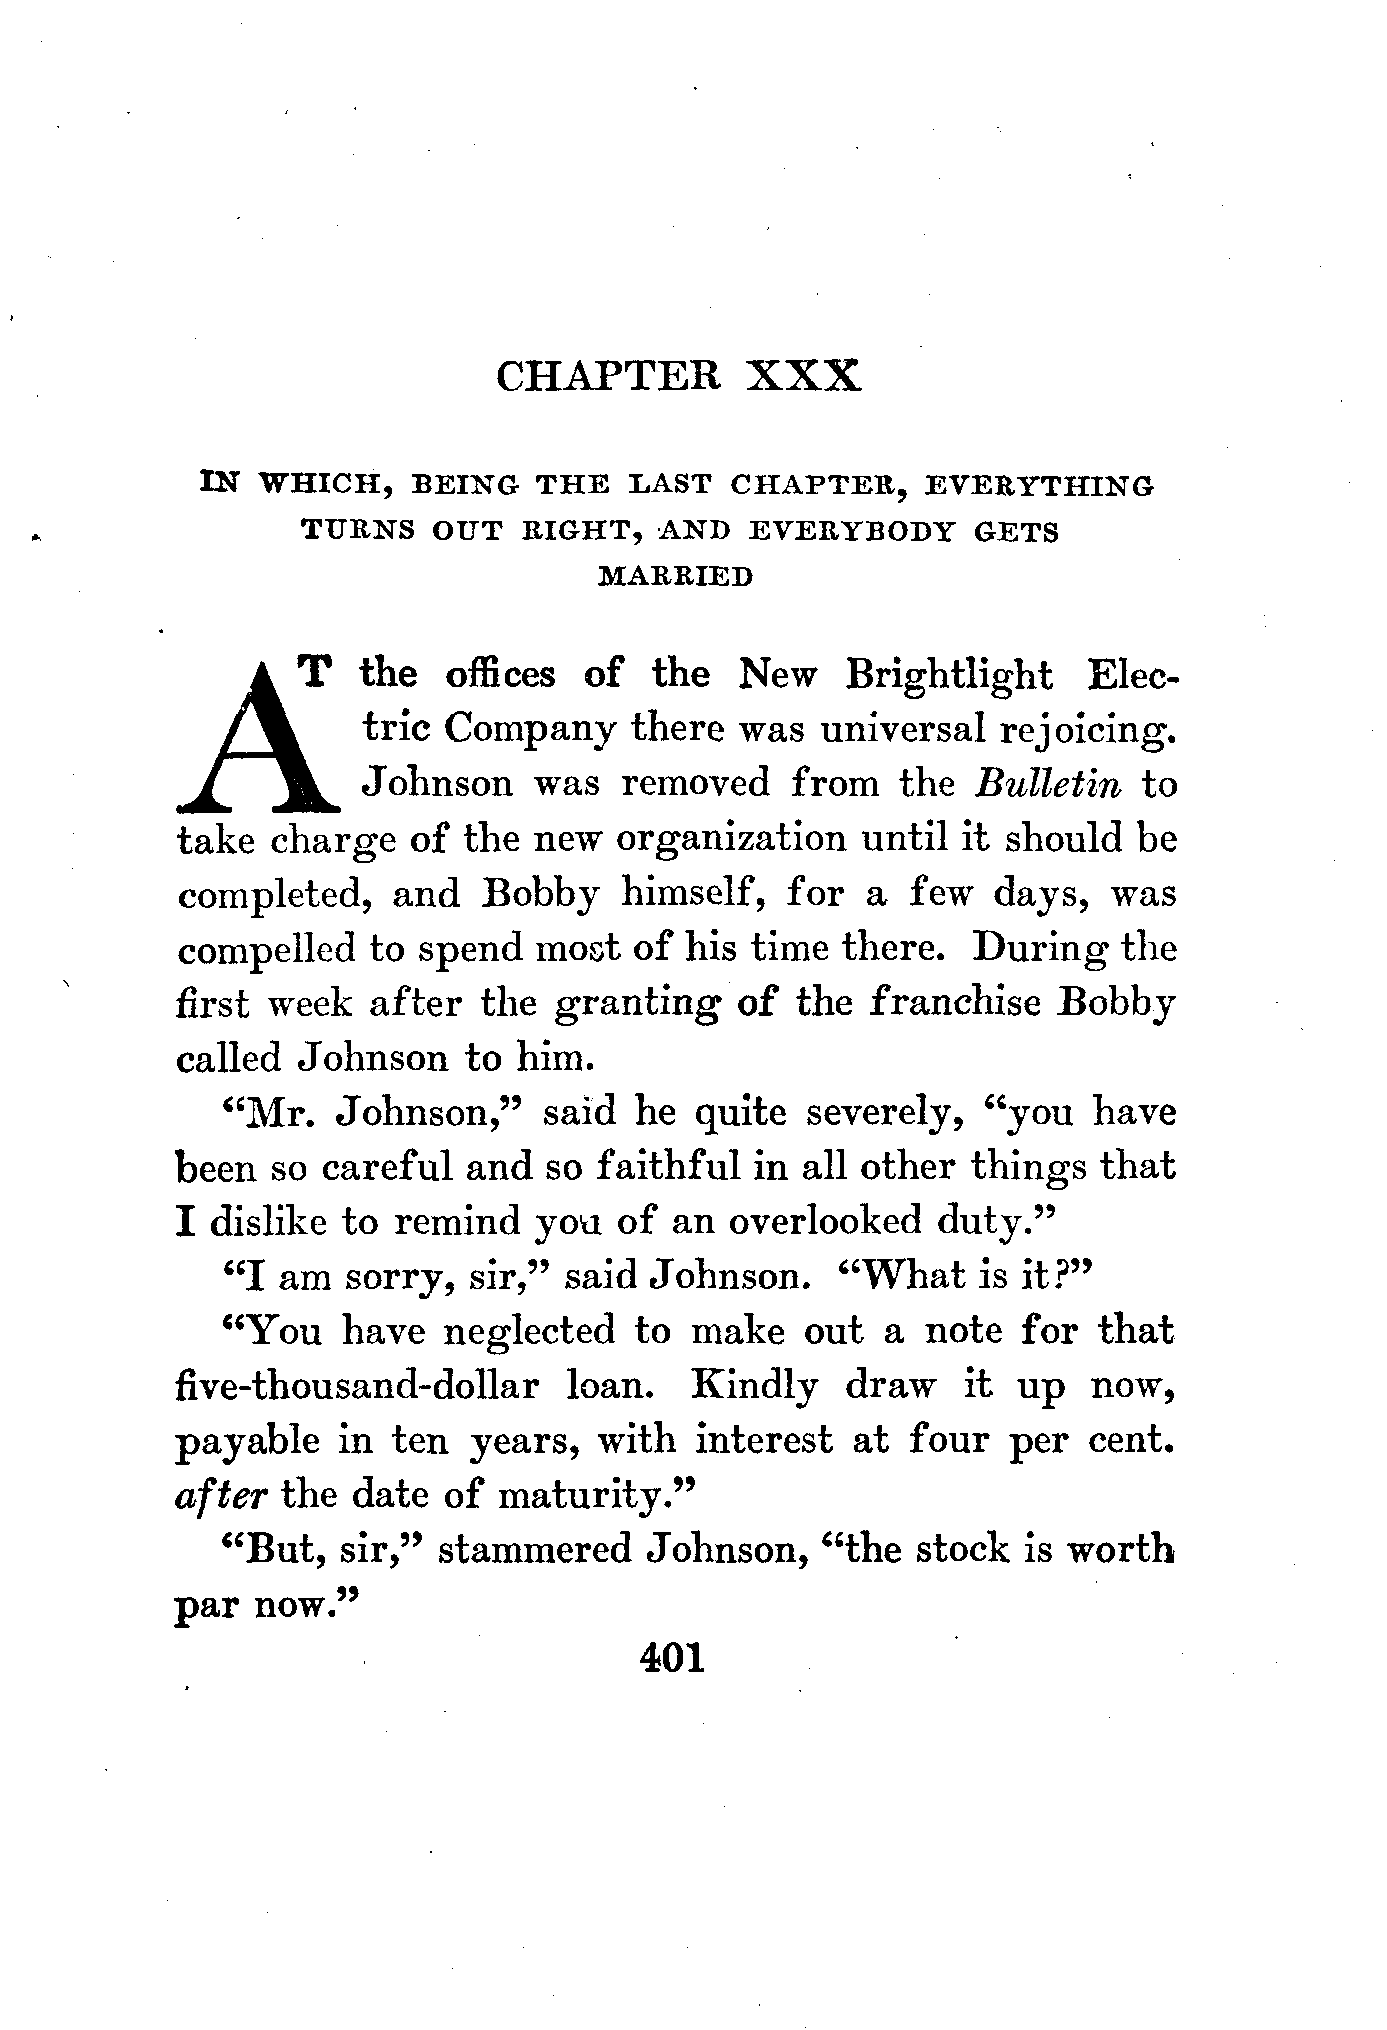 CHAPTER XXX
IN WHICH, BEING THE LAST CHAPTER, EVERYTHING
TURNS OUT RIGHT, AND EVERYBODY GETS
MARRIED
AT the offices of the New Brightlight Elec-
tric Company there was universal rejoicing.
Johnson was removed from the Bulletin to
take charge of the new organization until it should be
completed, and Bobby himself, for a few days, was
compelled to spend most of his time there. During the
first week after the granting of the franchise Bobby
called Johnson to him.
“Mr. Johnson,” said he quite severely, “you have
been so careful and so faithful in all other things that
I dislike to remind you of an overlooked duty.”
“I am sorry, sir,” said Johnson. “What is it?”
“You have neglected to make out a note for that
five-thousand-dollar loan. Kindly draw it up now,
payable in ten years, with interest at four per cent.
after the date of maturity.”
“But, sir,” stammered Johnson, “the stock is worth
par now.”
401